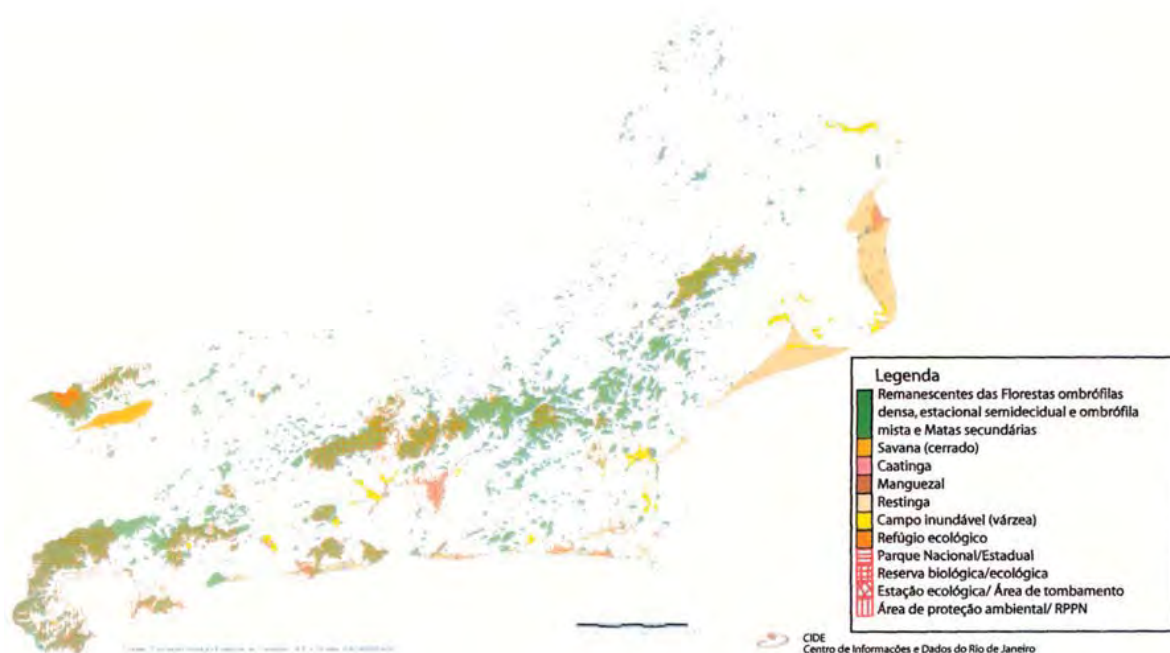 Legenda
Remanescentes das Florestas ombrófilas
densa, estacional semidecidual e ombrófila
mista e Matas secundárias
Savana (cerrado)
Caatinga
Manguezal
Restinga
Campo inundável (várzea)
Refúgio ecológico
Parque Nacional/Estadual
Reserva biológica/ecológica
Estação ecológica/ Área de tombamento
Área de proteção ambiental/ RPPN
CIDE
Centro de Informações e Dados do Rio de Janeiro